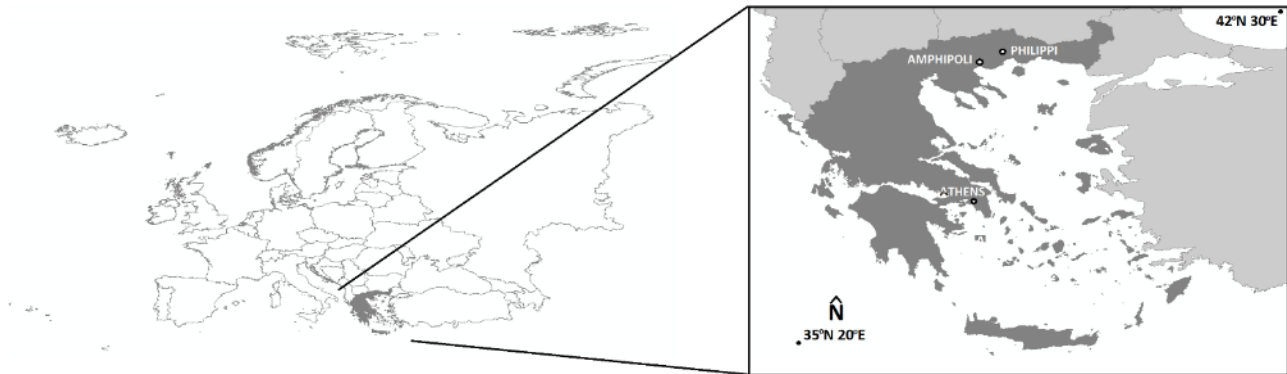 42°N 30°E
PHILIPPI
AMPHIPOLI
ATHENS
N
35°N 20°E